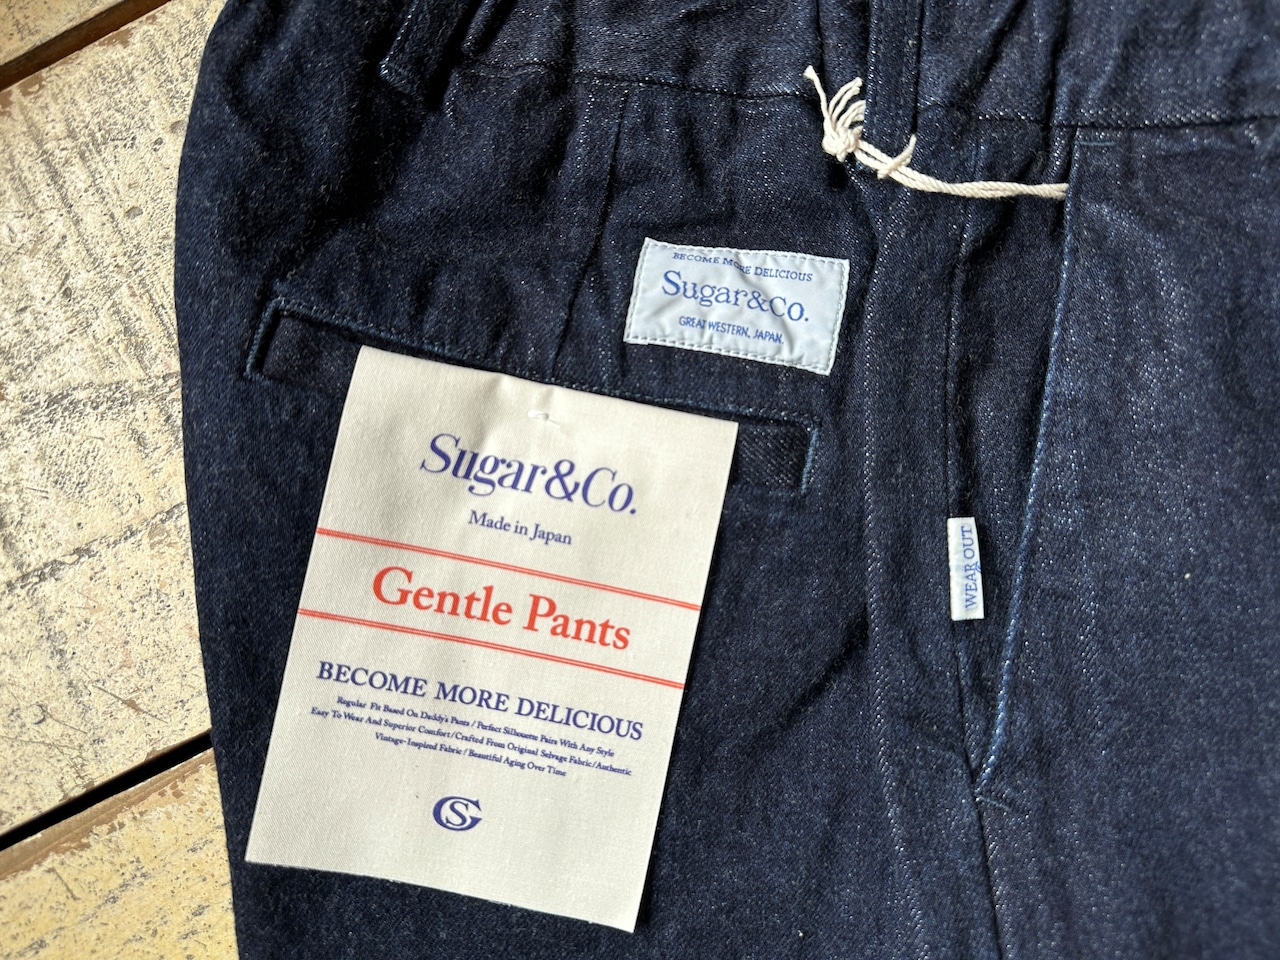 BECOME MORE DELICIOUS
Sugar&Co.
GREAT WESTERN, JAPAN.
Sugar&Co.
Made in Japan
Gentle Pants
BECOME MORE DELICIOUS
Regular Fit Based On Daddy's Pants / Perfect Silhouette Pairs With Any Style
Easy To Wear And Superior Comfort/Crafted From Original Selvage Fabric/Authentic
Vintage-Inspired Fabric / Beautiful Aging Over Time
SG
WEAR OUT